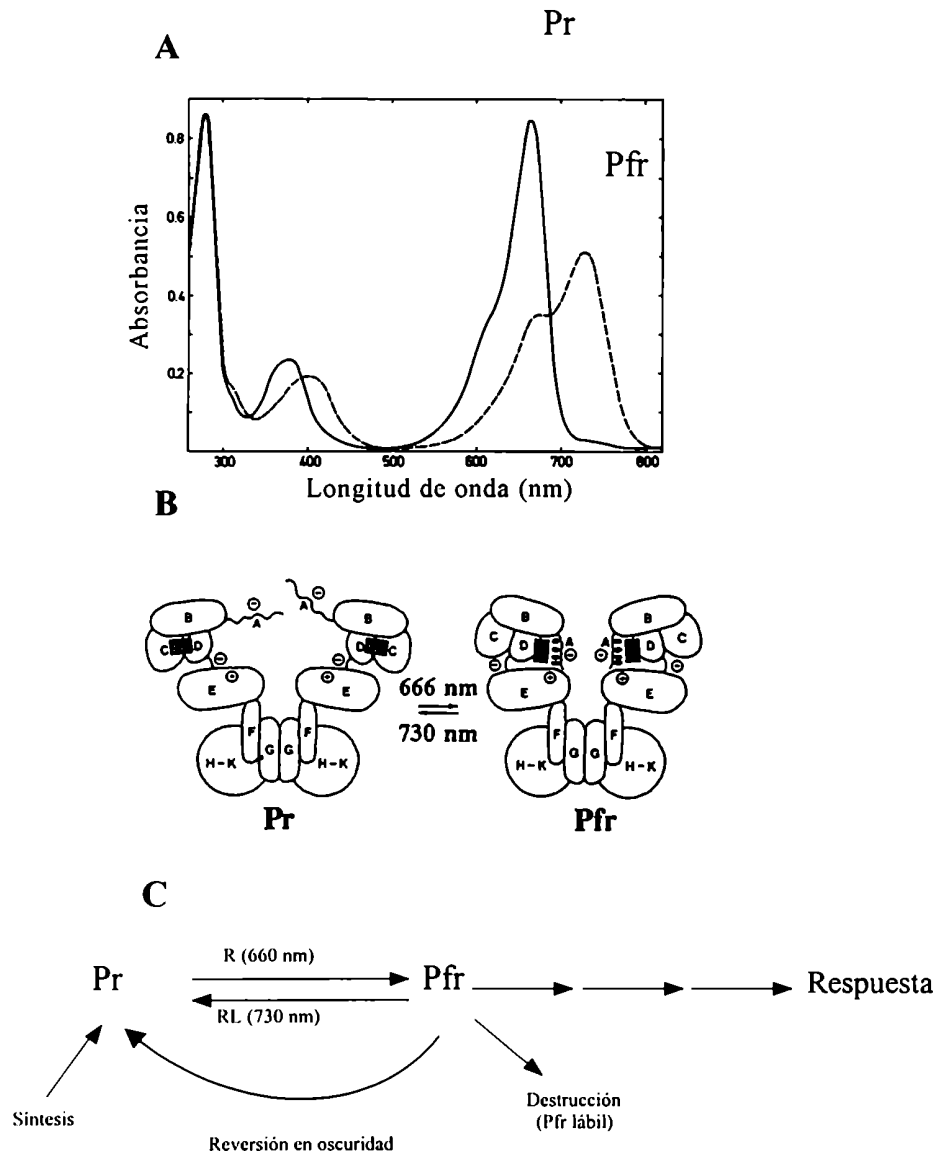 Pr
A
Pfr
0.8
0.6
0.4
0.2
Absorbancia
300 400 500 600 700 800
Longitud de onda (nm)
B
B A A B
C D D C
E E
F F
G G
H-K H-K
Pr
666 nm
730 nm
B B
C D A A D C
E E
F F
G G
H-K H-K
Pfr
C
Pr
R (660 nm)
RL (730 nm)
Pfr
Respuesta
Síntesis
Reversión en oscuridad
Destrucción
(Pfr lábil)